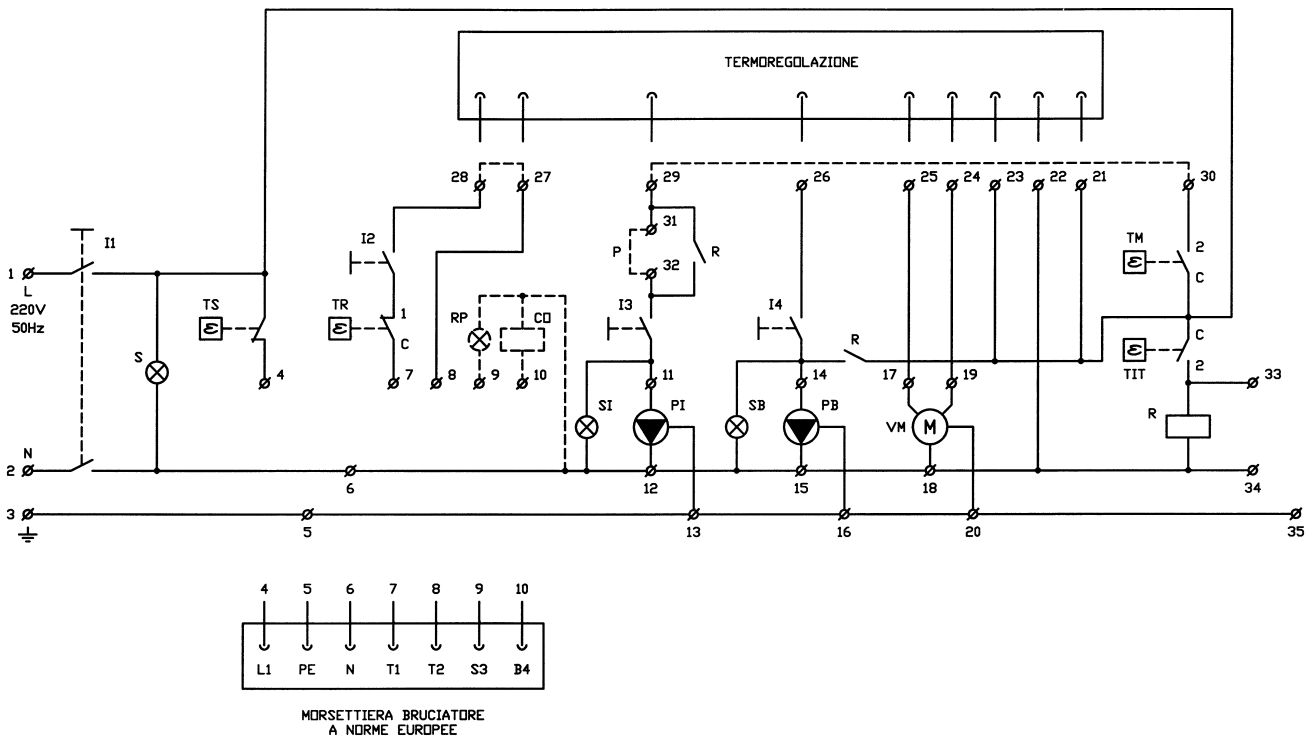 TERMOREGOLAZIONE
28 27 29 26 25 24 23 22 21 30
I1 I2 31 P R 32 TM 2 C
1 L 220V 50Hz
TS ε TR ε 1 C RP CO I3 I4 R C TIT ε 2 ε
S 4 7 8 9 10 11 14 17 19 33
SI PI SB PB VM M R
N
2 6 12 15 18 34
3 5 13 16 20 35
4 5 6 7 8 9 10
L1 PE N T1 T2 S3 B4
MORSETTIERA BRUCIATORE
A NORME EUROPEE